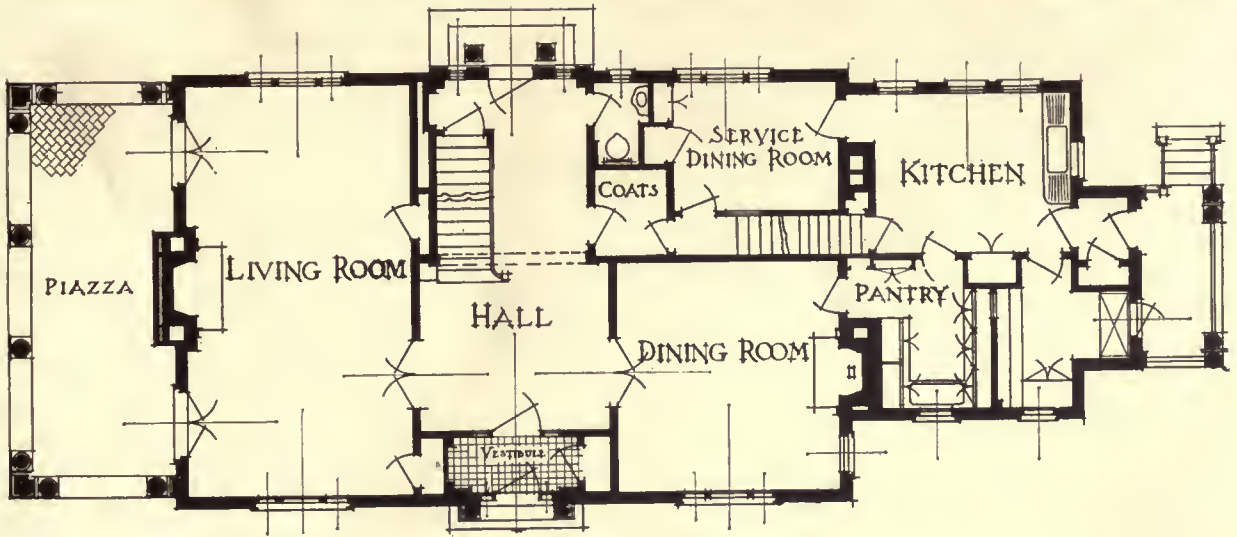 PIAZZA
LIVING ROOM
HALL
VESTIBULE
COATS
SERVICE
DINING ROOM
DINING ROOM
PANTRY
KITCHEN